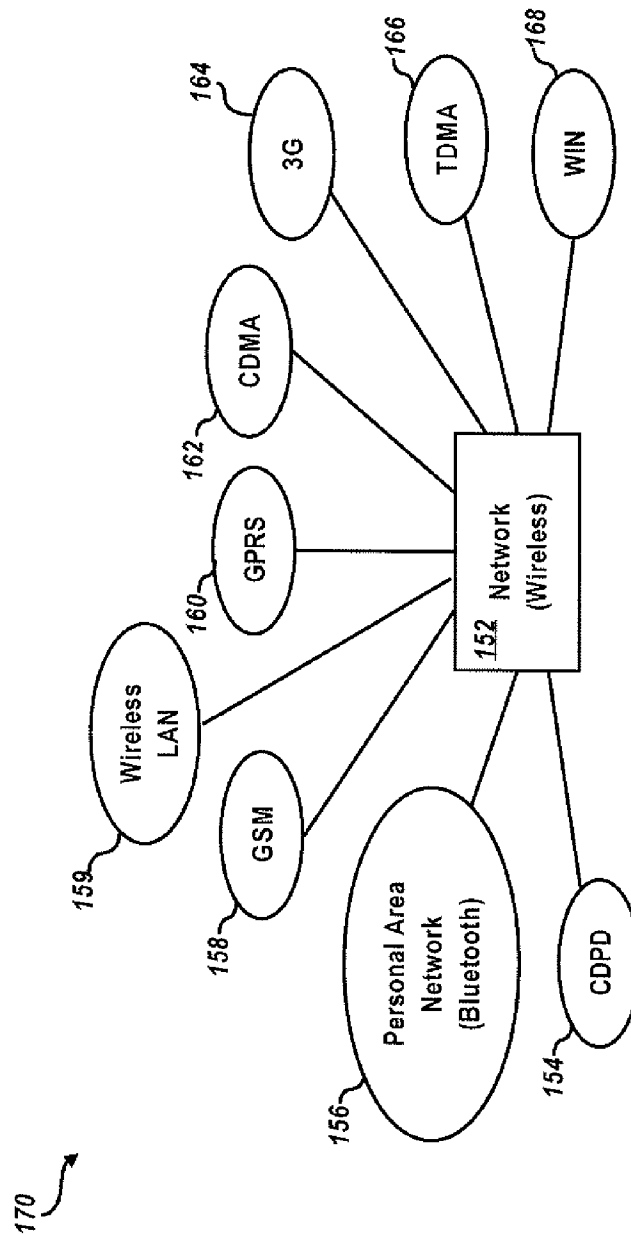 170
159
Wireless
LAN
164
3G
162
CDMA
160
GPRS
158
GSM
166
TDMA
156
Personal Area
Network
(Bluetooth)
152 Network
(Wireless)
168
WIN
154
CDPD